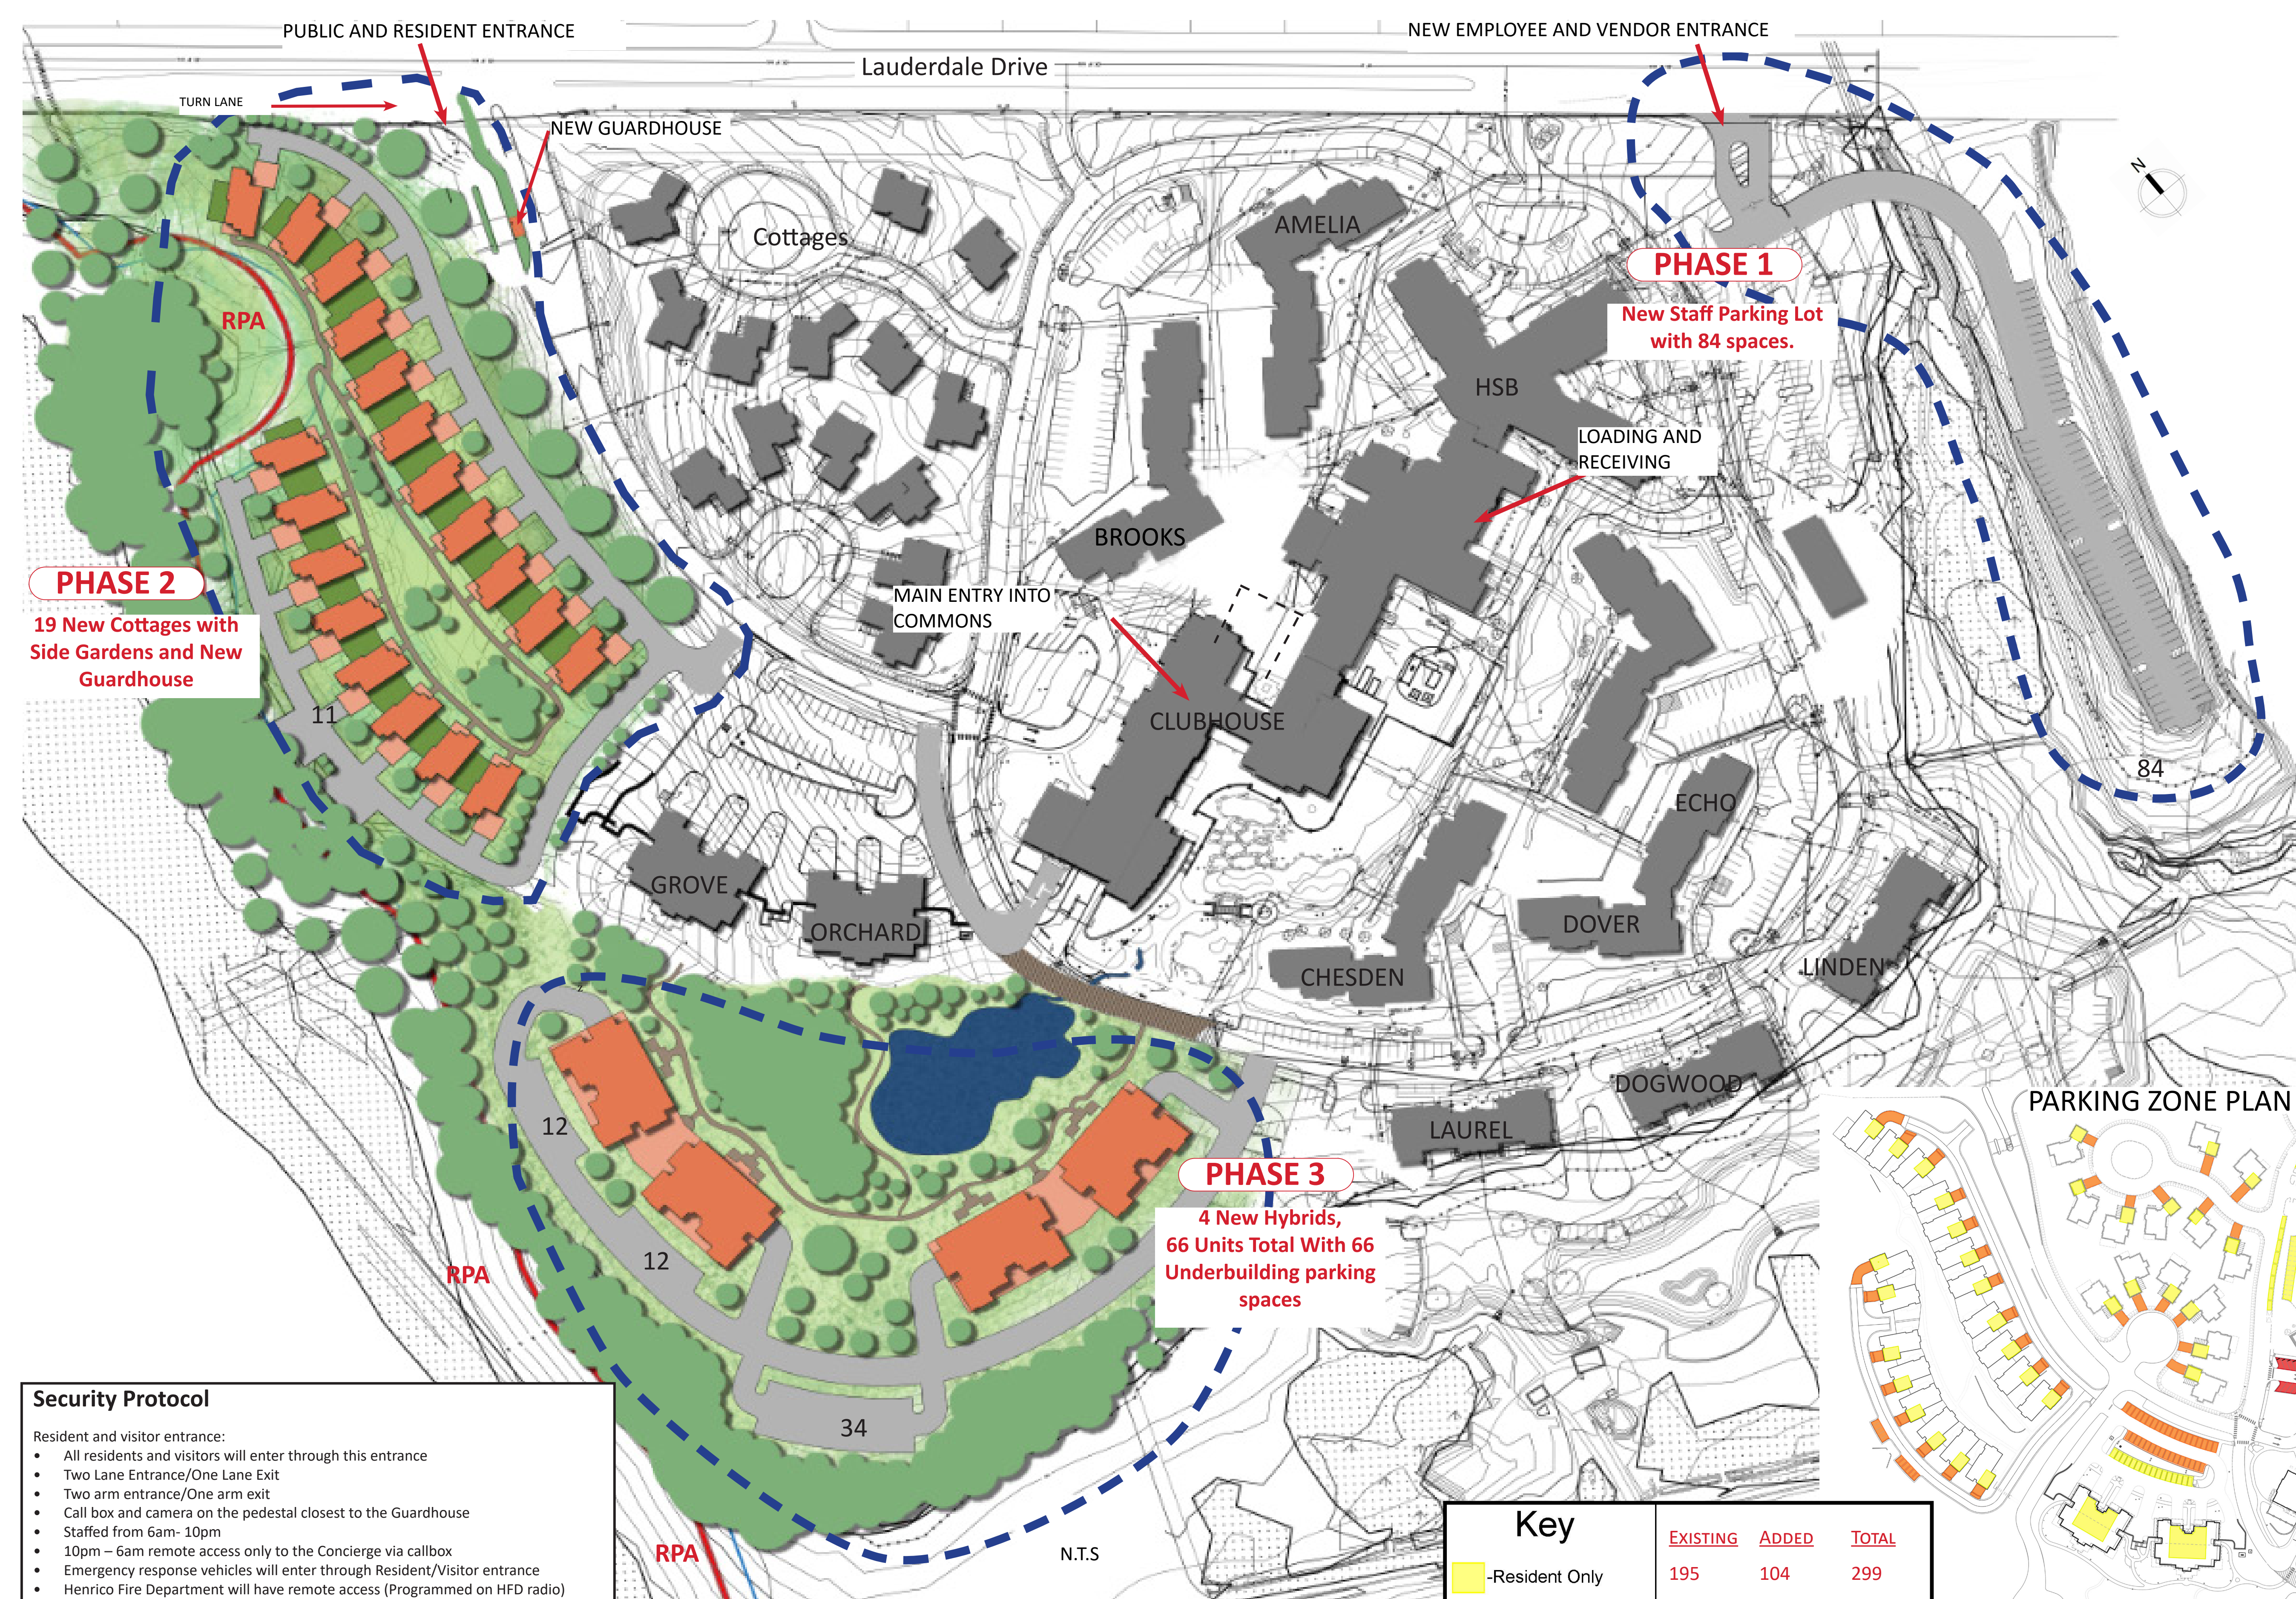 PUBLIC AND RESIDENT ENTRANCE
NEW EMPLOYEE AND VENDOR ENTRANCE
Lauderdale Drive
TURN LANE
NEW GUARDHOUSE
N
Cottages
AMELIA
PHASE 1
New Staff Parking Lot
with 84 spaces.
RPA
HSB
LOADING AND
RECEIVING
BROOKS
PHASE 2
19 New Cottages with
Side Gardens and New
Guardhouse
MAIN ENTRY INTO
COMMONS
11
CLUBHOUSE
84
ECHO
GROVE
ORCHARD
DOVER
CHESDEN
LINDEN
DOGWOOD
LAUREL
12
12
34
PHASE 3
4 New Hybrids,
66 Units Total With 66
Underbuilding parking
spaces
RPA
RPA
N.T.S
PARKING ZONE PLAN
Security Protocol
Resident and visitor entrance:
• All residents and visitors will enter through this entrance
• Two Lane Entrance/One Lane Exit
• Two arm entrance/One arm exit
• Call box and camera on the pedestal closest to the Guardhouse
• Staffed from 6am- 10pm
• 10pm – 6am remote access only to the Concierge via callbox
• Emergency response vehicles will enter through Resident/Visitor entrance
• Henrico Fire Department will have remote access (Programmed on HFD radio)
Key
EXISTING ADDED TOTAL
-Resident Only 195 104 299